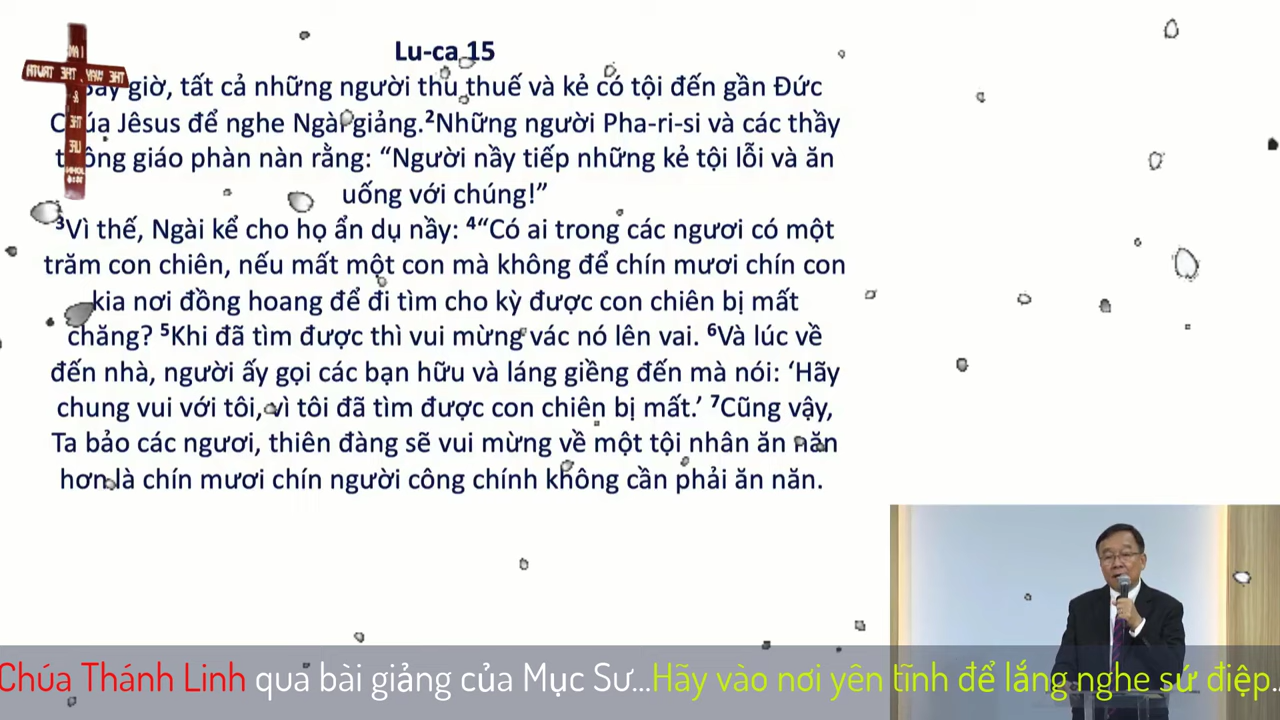 Lu-ca 15
giờ, tất cả những người thu thuế và kẻ có tội đến gần Đức
Jêsus để nghe Ngài giảng.²Những người Pha-ri-si và các thầy
giáo phàn nàn rằng: “Người nầy tiếp những kẻ tội lỗi và ăn
uống với chúng!”
³Vì thế, Ngài kể cho họ ẩn dụ nầy: ⁴“Có ai trong các ngươi có một
trăm con chiên, nếu mất một con mà không để chín mươi chín con
kia nơi đồng hoang để đi tìm cho kỳ được con chiên bị mất
chăng? ⁵Khi đã tìm được thì vui mừng vác nó lên vai. ⁶Và lúc về
đến nhà, người ấy gọi các bạn hữu và láng giềng đến mà nói: ‘Hãy
chung vui với tôi, vì tôi đã tìm được con chiên bị mất.’ ⁷Cũng vậy,
Ta bảo các ngươi, thiên đàng sẽ vui mừng về một tội nhân ăn năn
hơn là chín mươi chín người công chính không cần phải ăn năn.
Chúa Thánh Linh qua bài giảng của Mục Sư...Hãy vào nơi yên tĩnh để lắng nghe sứ điệp..